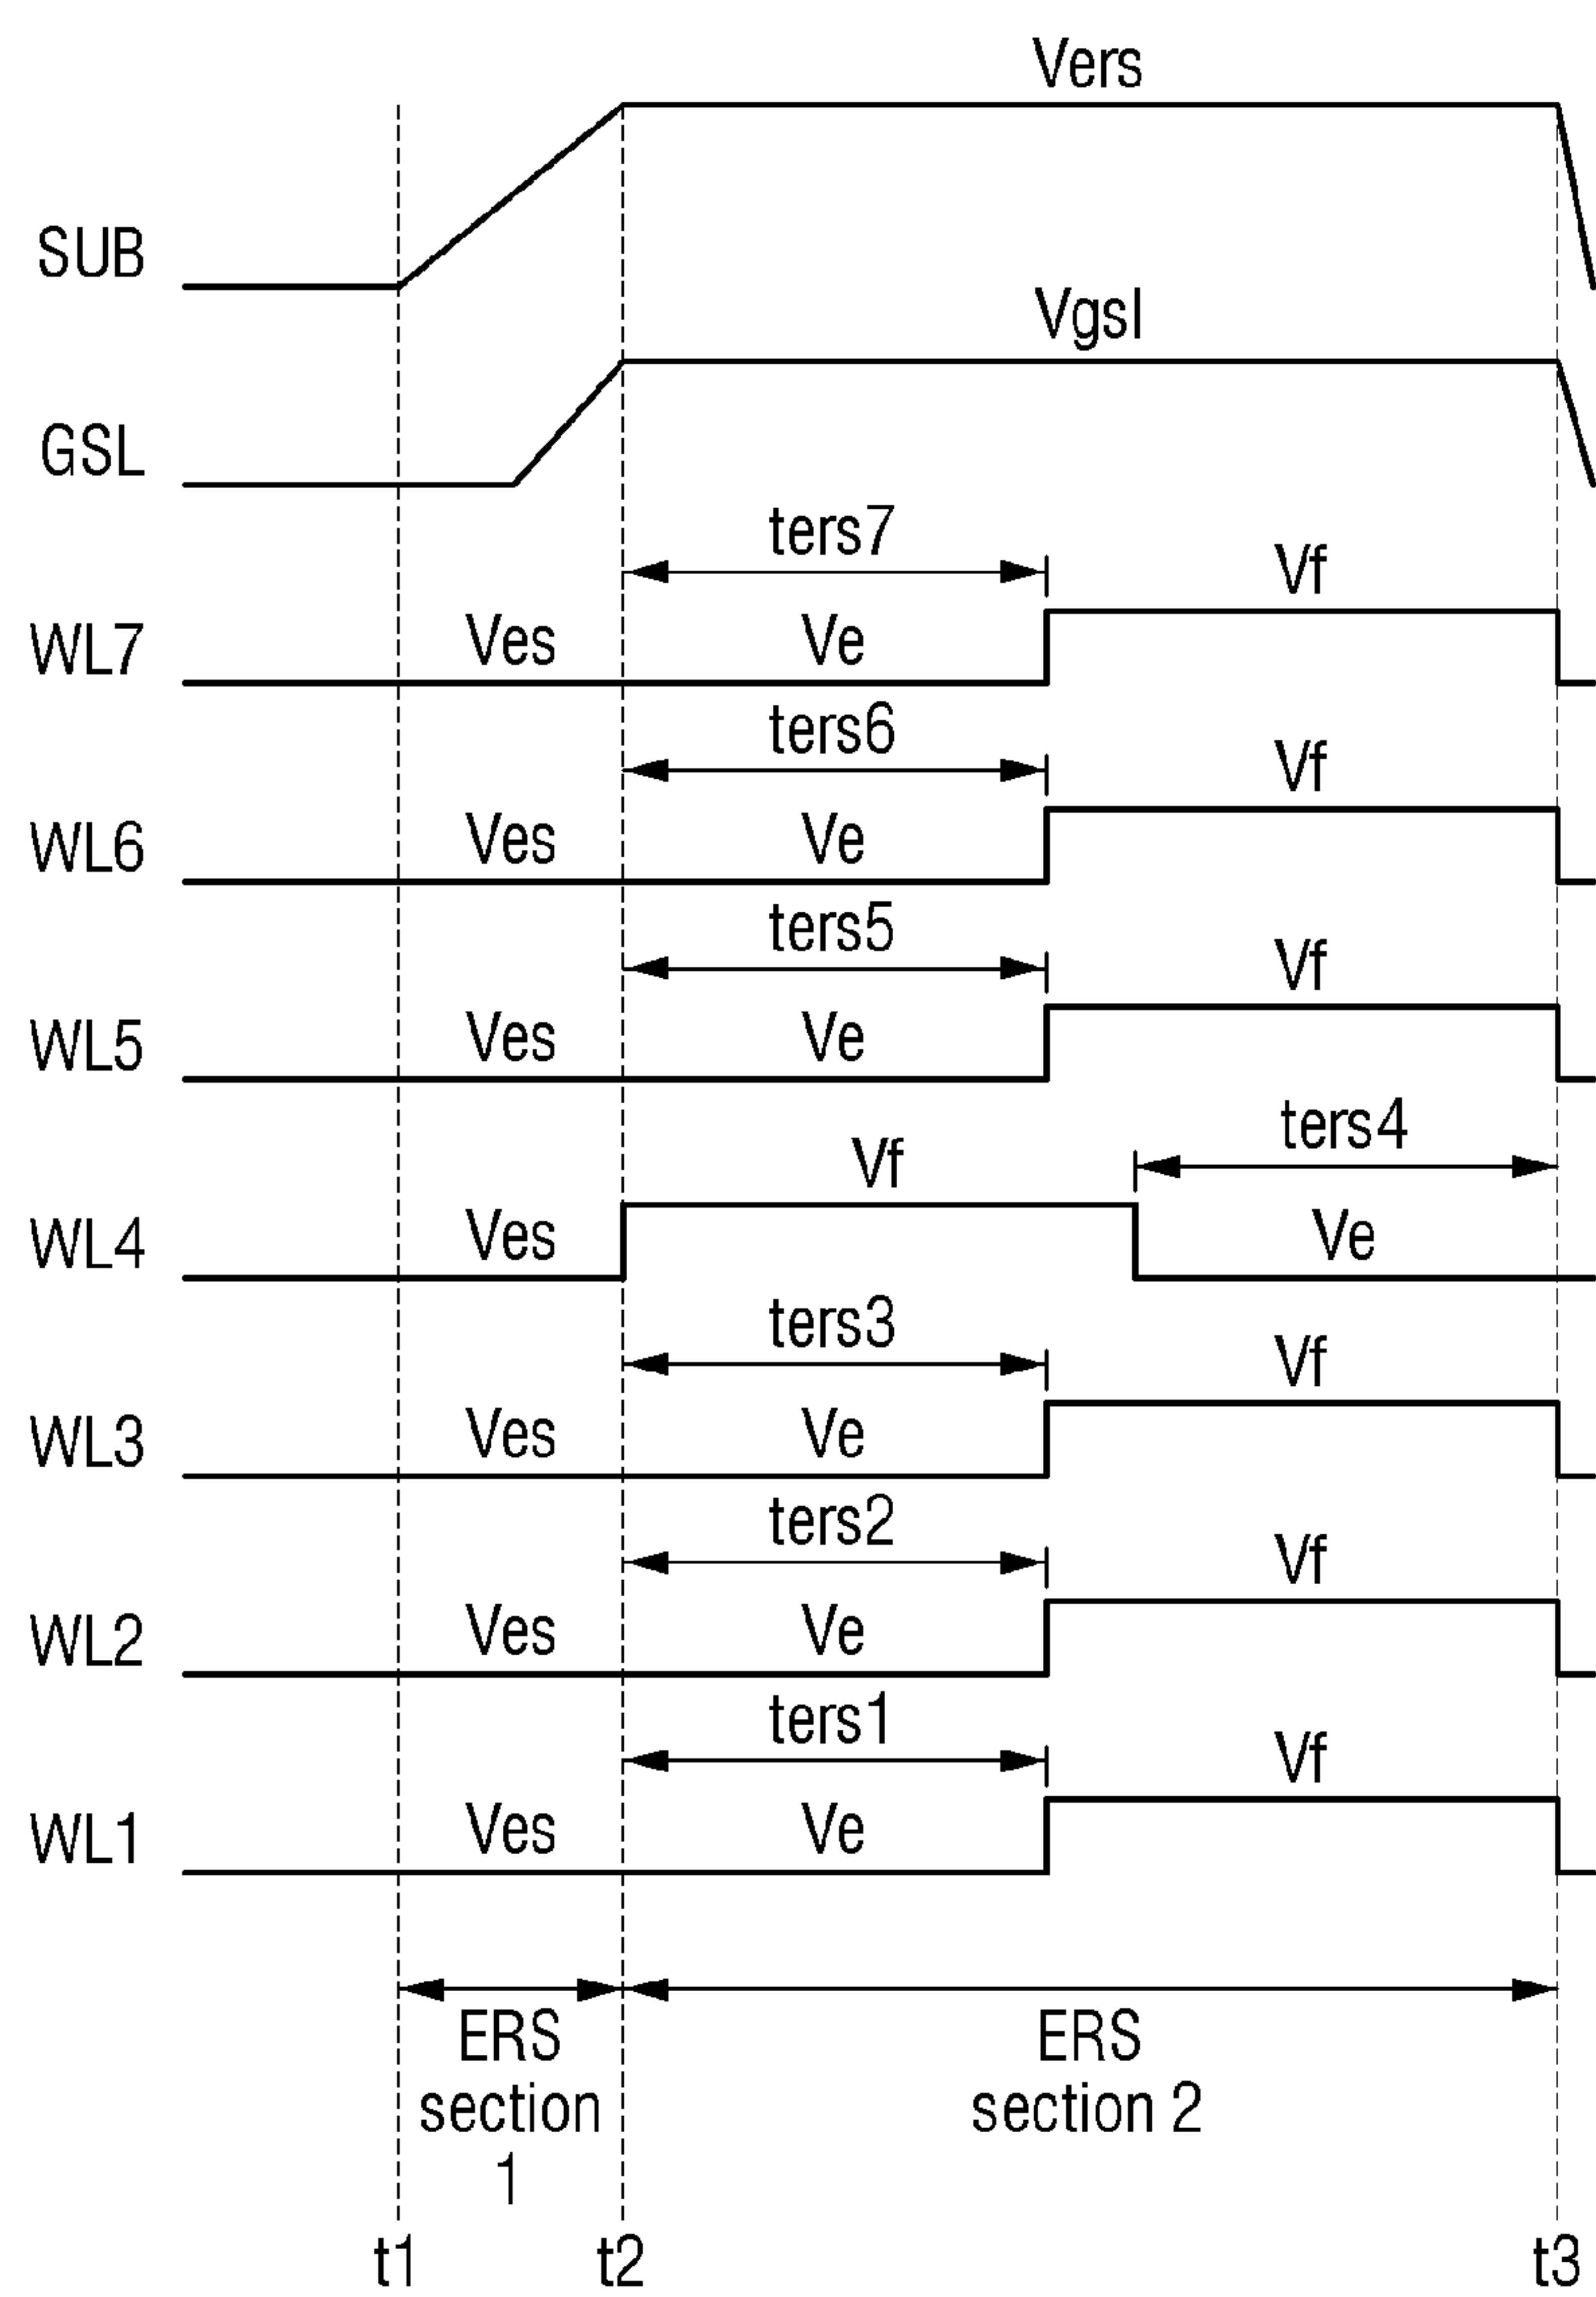 Vers
SUB
Vgsl
GSL
ters7
Vf
WL7 Ves Ve
ters6
Vf
WL6 Ves Ve
ters5
Vf
WL5 Ves Ve
ters4
Vf
WL4 Ves Ve
ters3
Vf
WL3 Ves Ve
ters2
Vf
WL2 Ves Ve
ters1
Vf
WL1 Ves Ve
ERS section 1
ERS section 2
t1 t2 t3